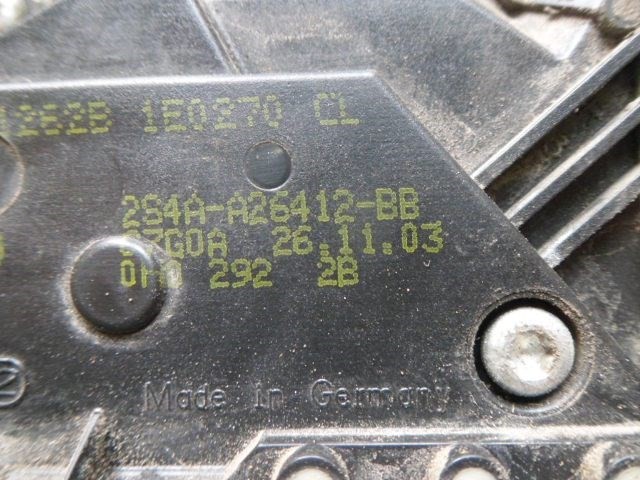 1E0270 CL
2S4A-A26412-BB
26.11.03
292 2B
Made in Germany